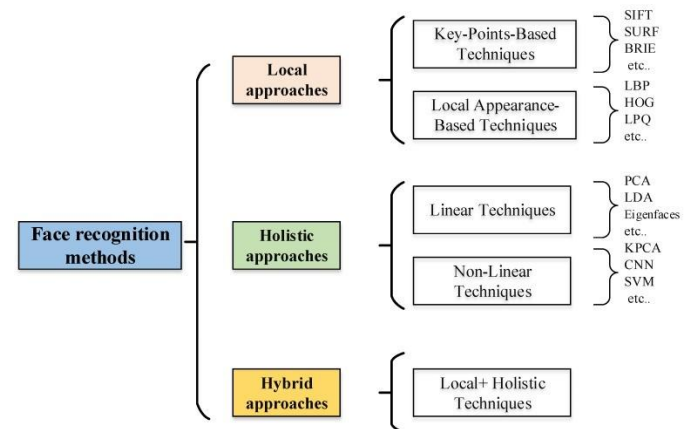 Face recognition
methods
Local
approaches
Key-Points-Based
Techniques
SIFT
SURF
BRIE
etc..
Local Appearance-
Based Techniques
LBP
HOG
LPQ
etc..
Holistic
approaches
Linear Techniques
PCA
LDA
Eigenfaces
etc..
Non-Linear
Techniques
KPCA
CNN
SVM
etc..
Hybrid
approaches
Local+ Holistic
Techniques